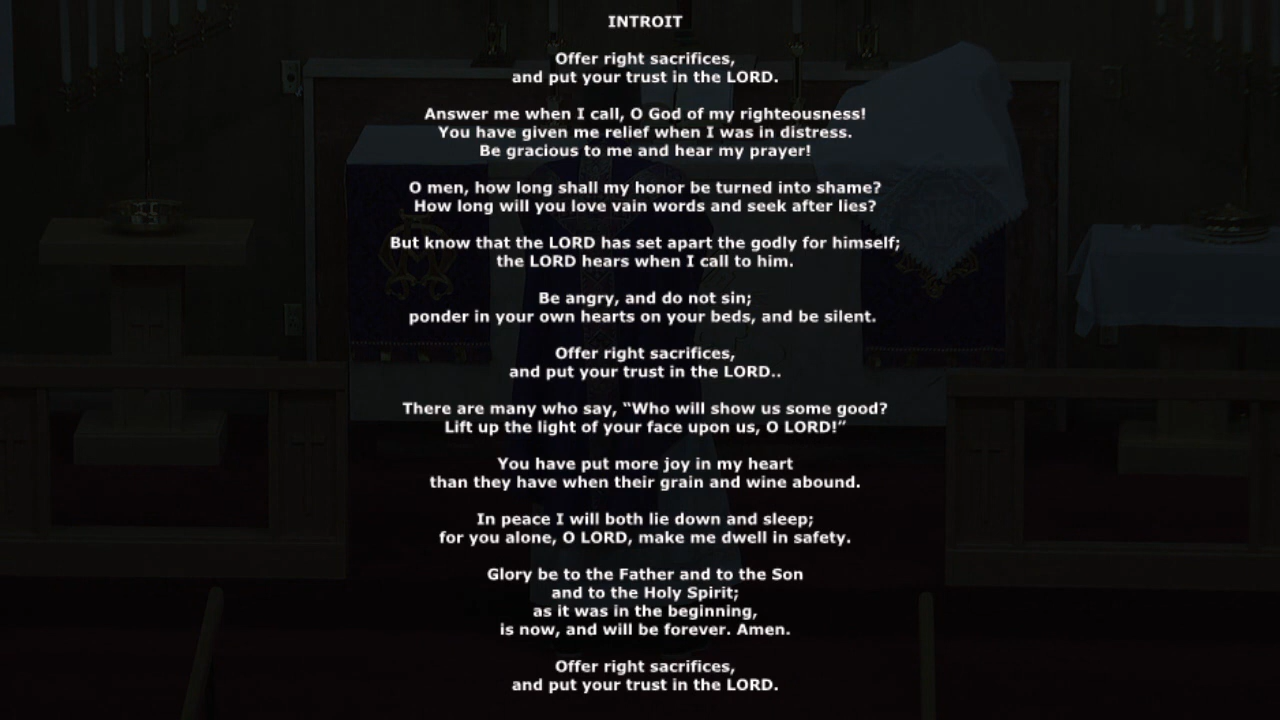 INTROIT
Offer right sacrifices,
and put your trust in the LORD.
Answer me when I call, O God of my righteousness!
You have given me relief when I was in distress.
Be gracious to me and hear my prayer!
O men, how long shall my honor be turned into shame?
How long will you love vain words and seek after lies?
But know that the LORD has set apart the godly for himself;
the LORD hears when I call to him.
Be angry, and do not sin;
ponder in your own hearts on your beds, and be silent.
Offer right sacrifices,
and put your trust in the LORD..
There are many who say, “Who will show us some good?
Lift up the light of your face upon us, O LORD!”
You have put more joy in my heart
than they have when their grain and wine abound.
In peace I will both lie down and sleep;
for you alone, O LORD, make me dwell in safety.
Glory be to the Father and to the Son
and to the Holy Spirit;
as it was in the beginning,
is now, and will be forever. Amen.
Offer right sacrifices,
and put your trust in the LORD.